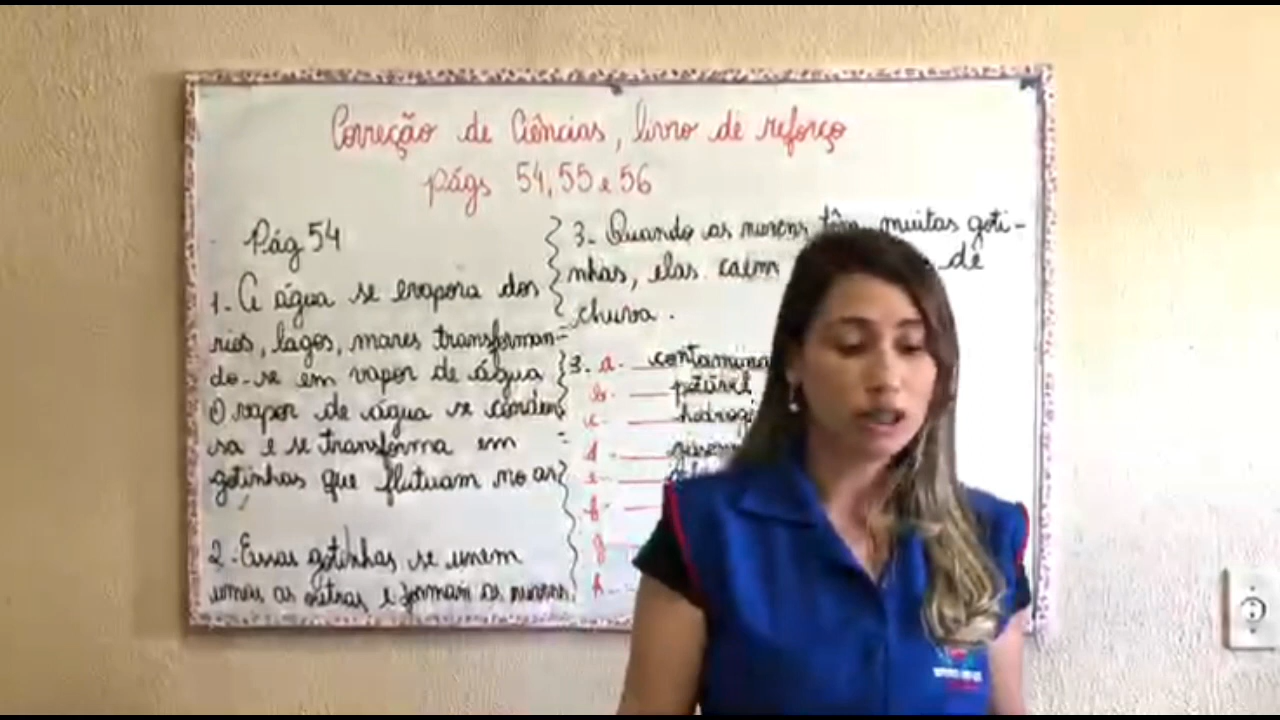 Correção de Ciências, livro de reforço
págs 54, 55 e 56
Pág 54
1. A água se evapora dos
rios, lagos, mares transforman-
do-se em vapor de água
O vapor de água se conden
sa e se transforma em
gotinhas que flutuam no ar
2. Essas gotinhas se unem
umas as outras e formam as nuvens.
3. Quando as nuvens têm muitas goti-
nhas, elas caem de
chuva.
3. a. contamina
b. potável
c. hidrogê
d.
e.
f.
g.
h.